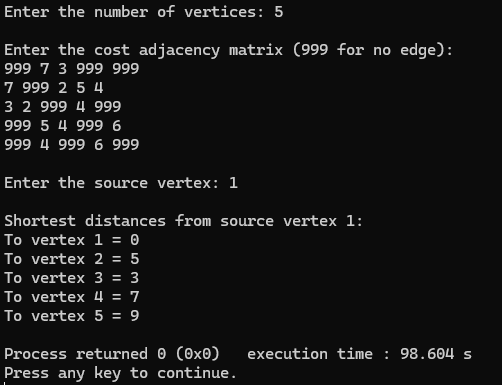 Enter the number of vertices: 5
Enter the cost adjacency matrix (999 for no edge):
999 7 3 999 999
7 999 2 5 4
3 2 999 4 999
999 5 4 999 6
999 4 999 6 999
Enter the source vertex: 1
Shortest distances from source vertex 1:
To vertex 1 = 0
To vertex 2 = 5
To vertex 3 = 3
To vertex 4 = 7
To vertex 5 = 9
Process returned 0 (0x0)   execution time : 98.604 s
Press any key to continue.